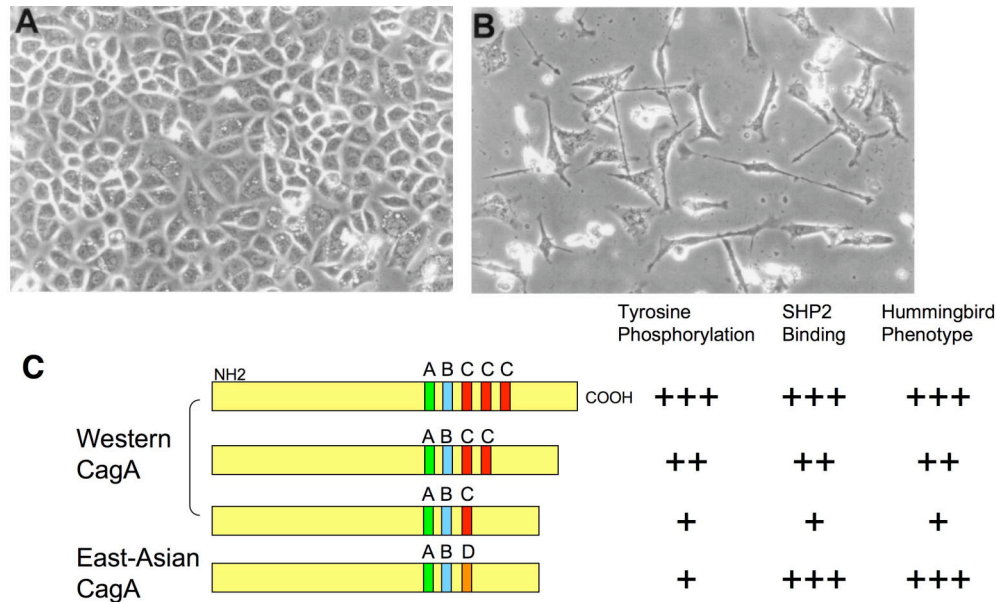 A
B
Tyrosine
Phosphorylation
SHP2
Binding
Hummingbird
Phenotype
C
NH2
A B C C C
COOH
+++ +++ +++
Western
CagA
A B C C
++ ++ ++
A B C
+ + +
East-Asian
CagA
A B D
+ +++ +++